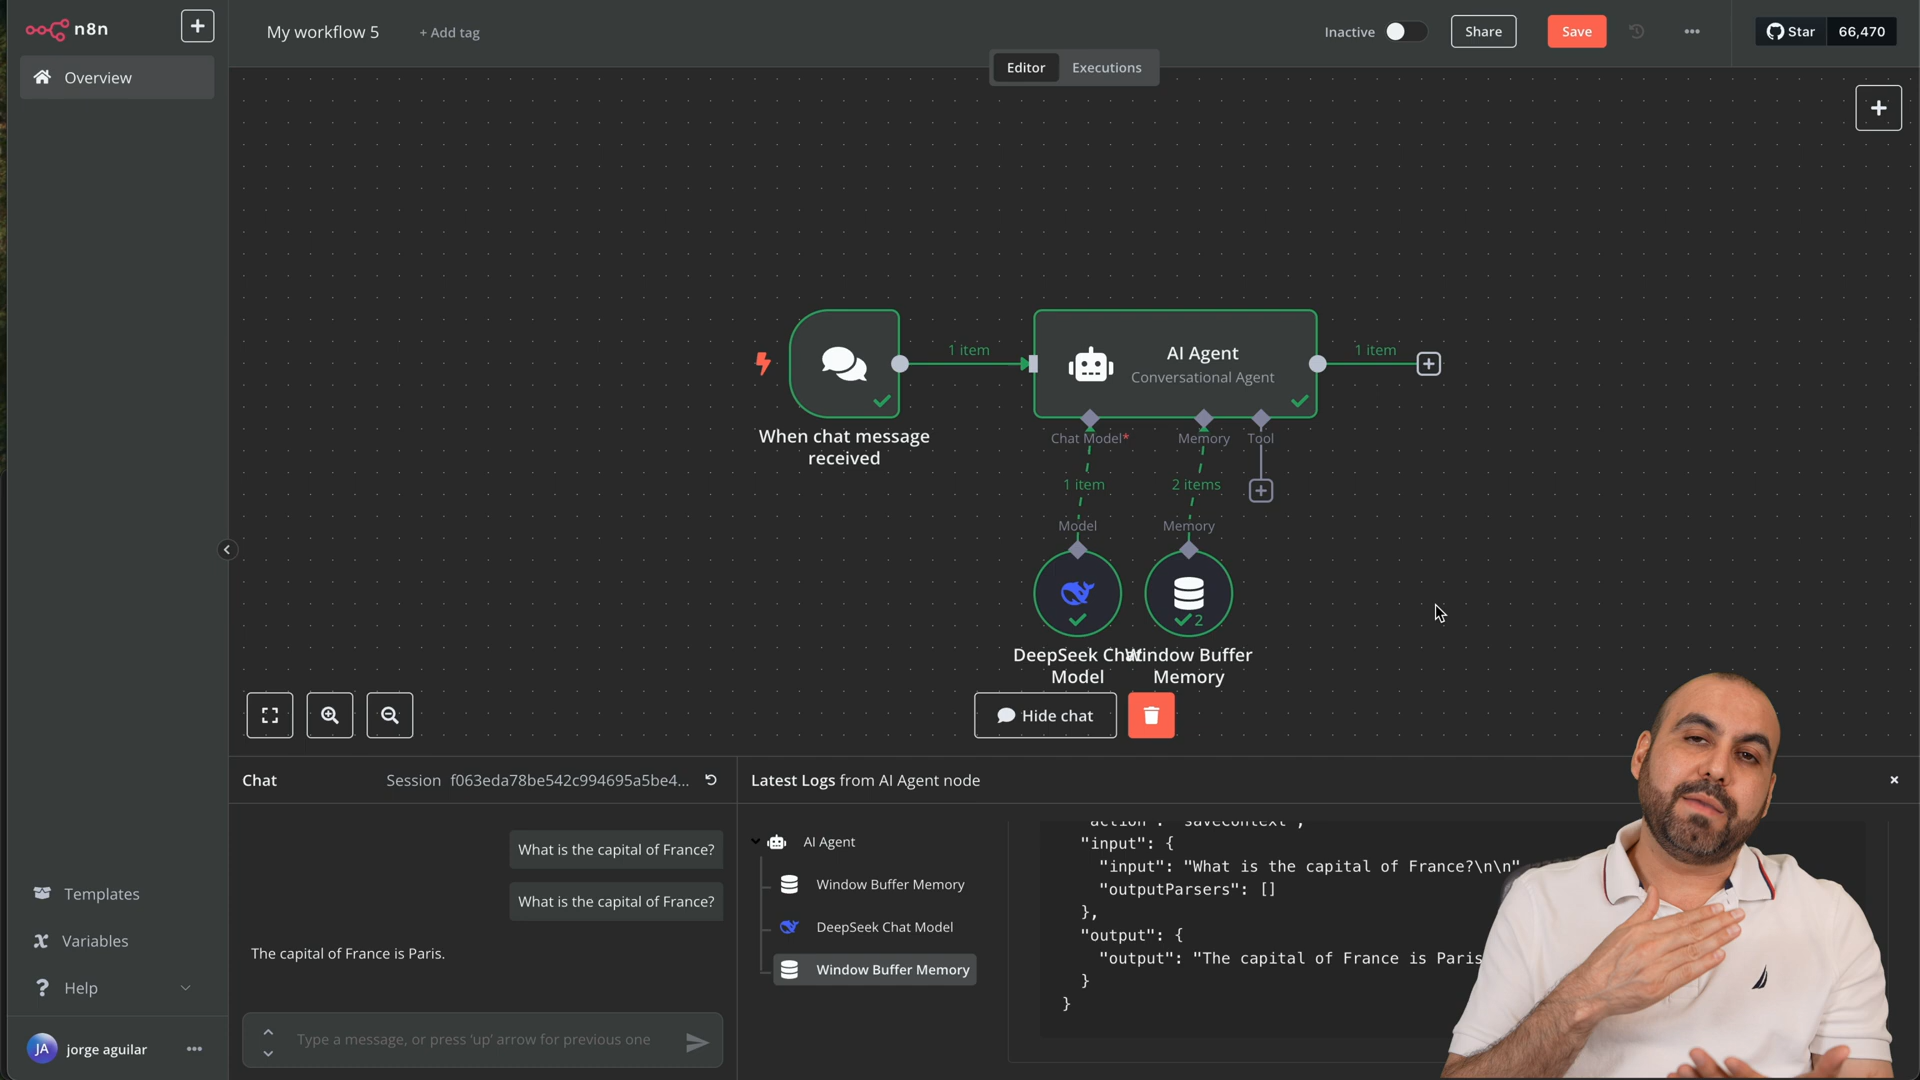 n8n
My workflow 5
+ Add tag
Inactive
Share
Save
Star
66,470
Overview
Editor
Executions
1 item
AI Agent
Conversational Agent
1 item
When chat message
received
Chat Model*
Memory
Tool
1 item
2 items
Model
Memory
2
DeepSeek Chat
Model
Window Buffer
Memory
Hide chat
Chat
Session f063eda78be542c994695a5be4...
Latest Logs from AI Agent node
What is the capital of France?
What is the capital of France?
The capital of France is Paris.
Type a message, or press 'up' arrow for previous one
AI Agent
Window Buffer Memory
DeepSeek Chat Model
Window Buffer Memory
"action": "saveContext",
"input": {
"input": "What is the capital of France?\n\n"
"outputParsers": []
},
"output": {
"output": "The capital of France is Paris
}
}
Templates
Variables
Help
JA
jorge aguilar